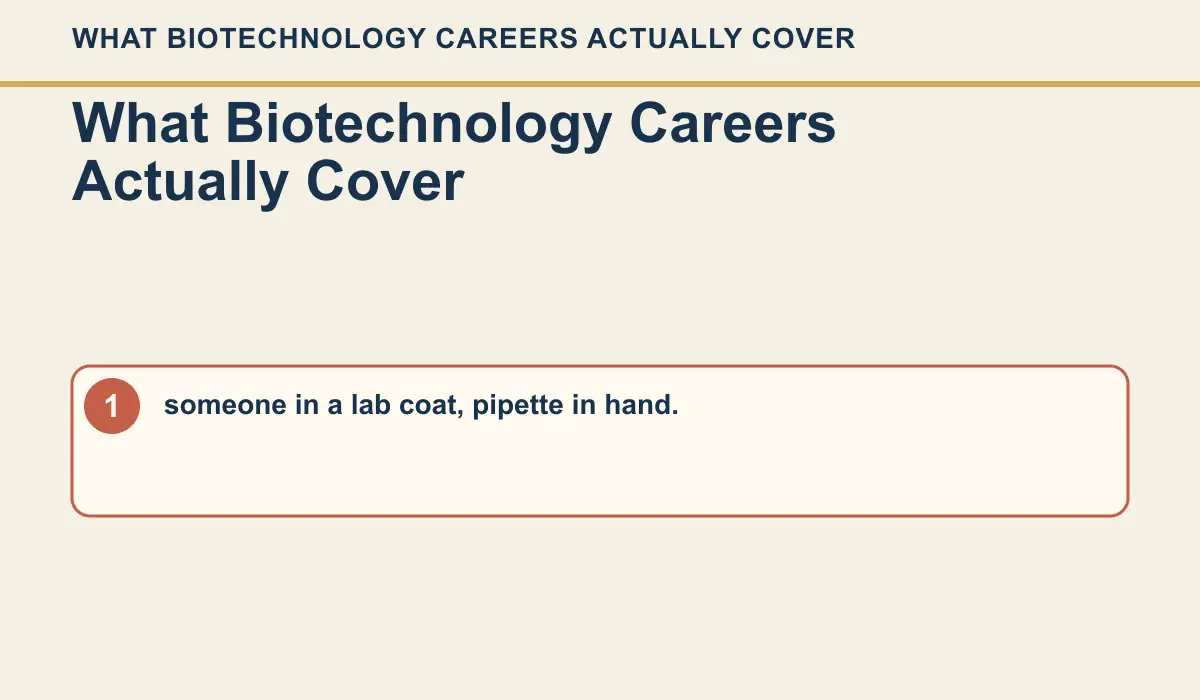 WHAT BIOTECHNOLOGY CAREERS ACTUALLY COVER
What Biotechnology Careers
Actually Cover
1 someone in a lab coat, pipette in hand.